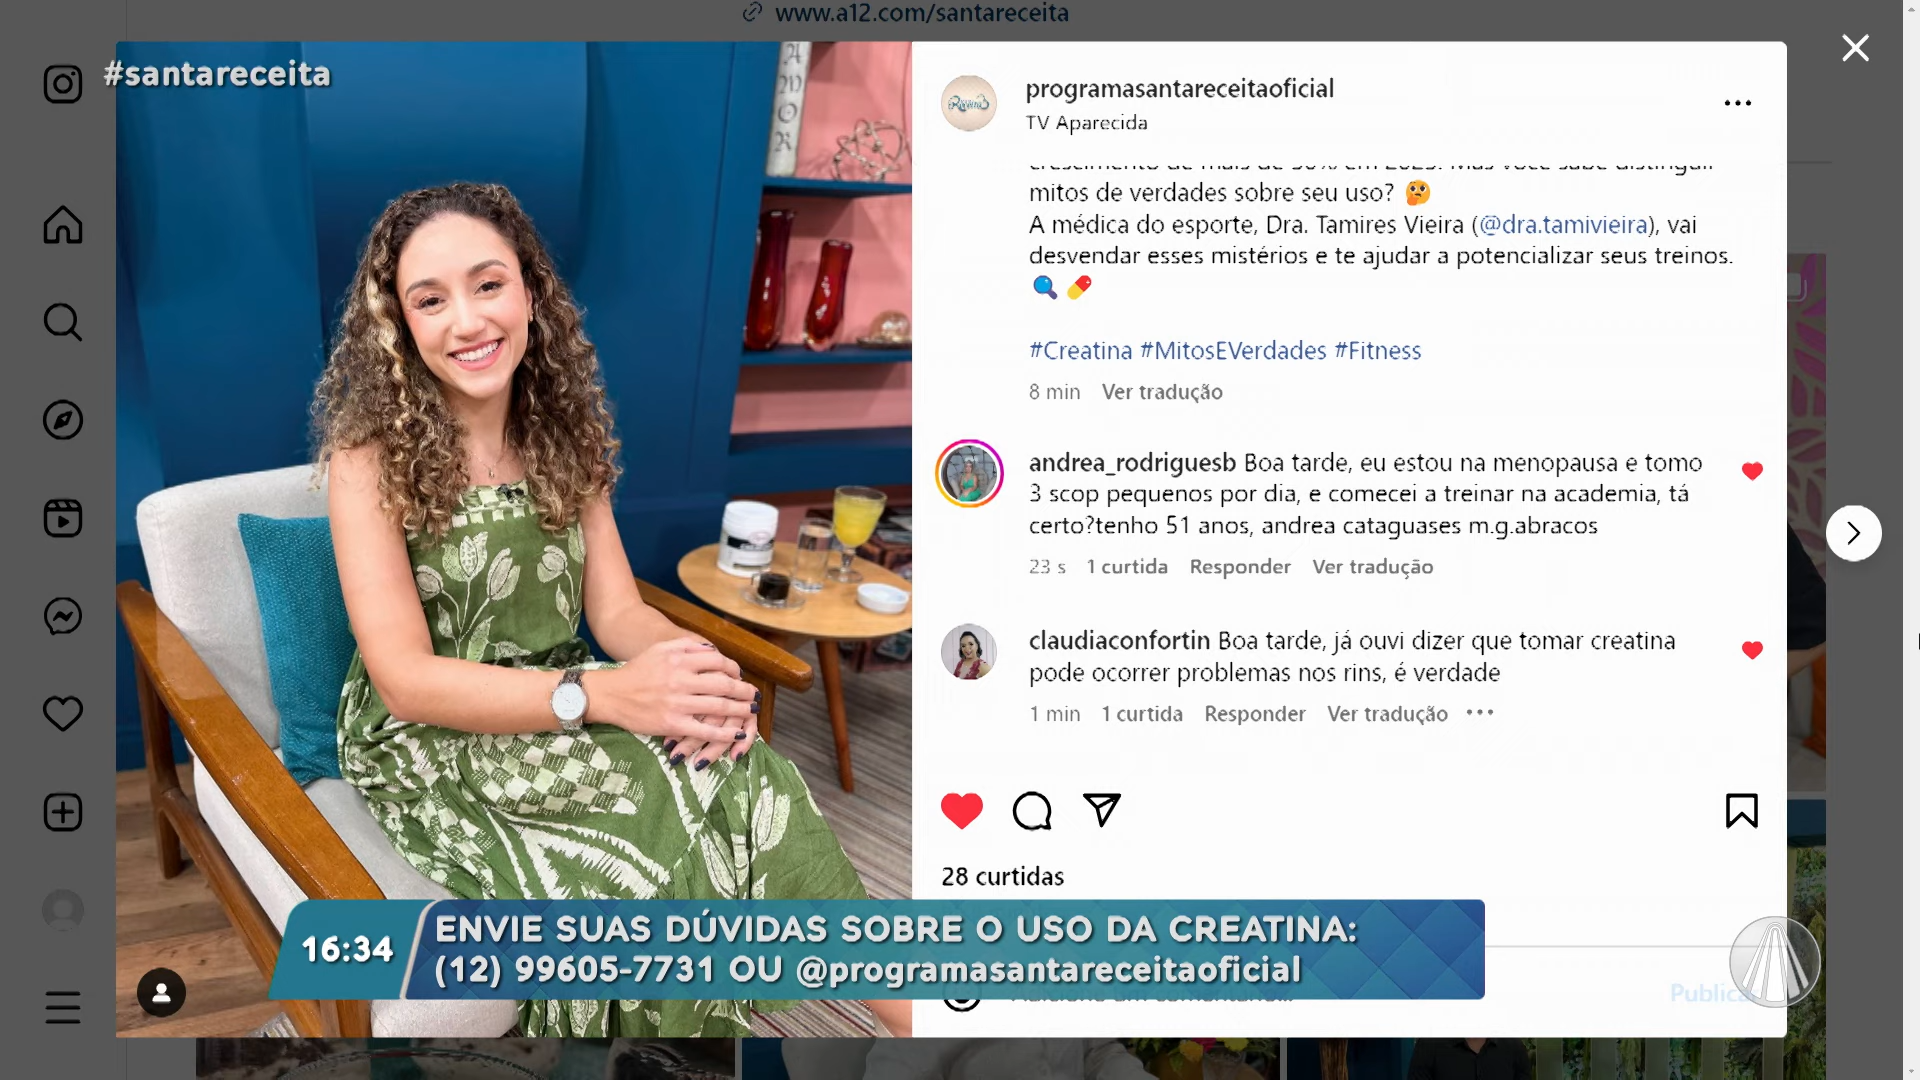 www.a12.com/santareceita
#santareceita
AMOR
programasantareceitaoficial
TV Aparecida
mitos de verdades sobre seu uso? 🤔
A médica do esporte, Dra. Tamires Vieira (@dra.tamivieira), vai
desvendar esses mistérios e te ajudar a potencializar seus treinos.
🔍 💊
#Creatina #MitosEVerdades #Fitness
8 min Ver tradução
andrea_rodriguesb Boa tarde, eu estou na menopausa e tomo
3 scop pequenos por dia, e comecei a treinar na academia, tá
certo?tenho 51 anos, andrea cataguases m.g.abracos
23 s 1 curtida Responder Ver tradução
claudiaconfortin Boa tarde, já ouvi dizer que tomar creatina
pode ocorrer problemas nos rins, é verdade
1 min 1 curtida Responder Ver tradução •••
28 curtidas
16:34
ENVIE SUAS DÚVIDAS SOBRE O USO DA CREATINA:
(12) 99605-7731 OU @programasantareceitaoficial